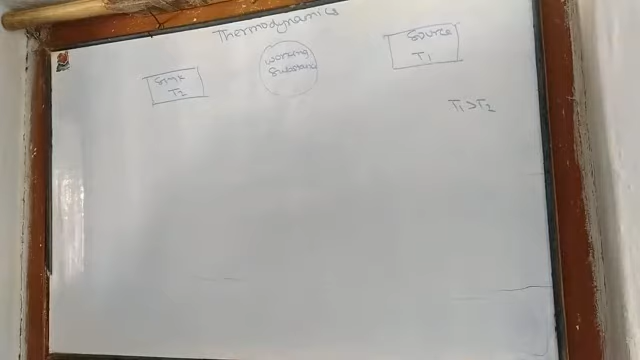 Thermodynamics
Sink
T2
Working
Substance
Source
T1
T1>T2